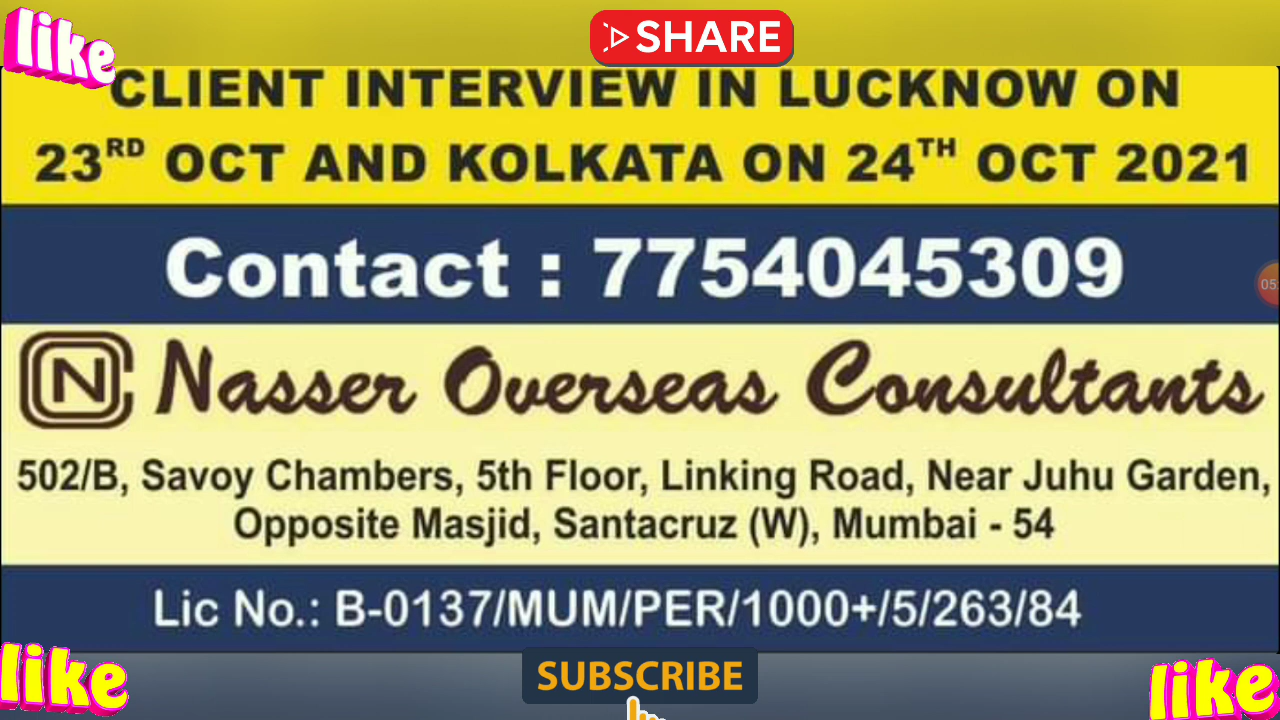 like
SHARE
CLIENT INTERVIEW IN LUCKNOW ON
23RD OCT AND KOLKATA ON 24TH OCT 2021
Contact : 7754045309
05
N Nasser Overseas Consultants
502/B, Savoy Chambers, 5th Floor, Linking Road, Near Juhu Garden,
Opposite Masjid, Santacruz (W), Mumbai - 54
Lic No.: B-0137/MUM/PER/1000+/5/263/84
like
SUBSCRIBE
like